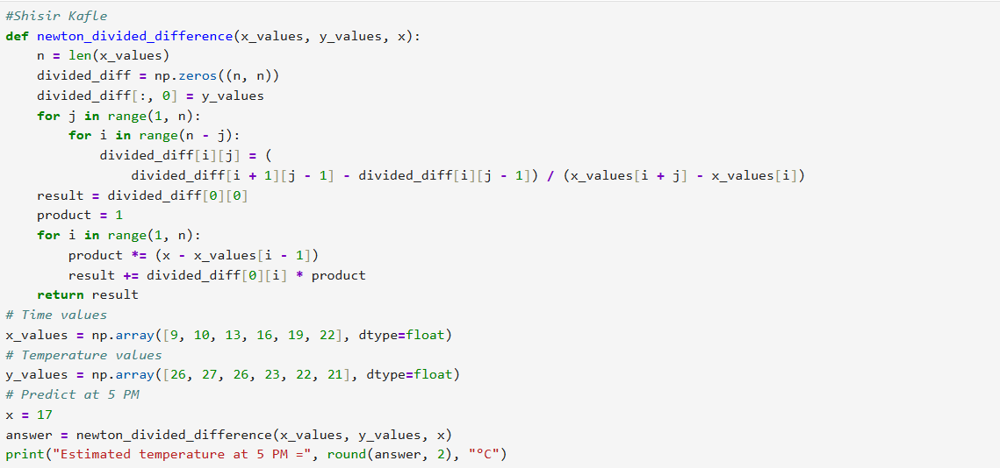 #Shisir Kafle
def newton_divided_difference(x_values, y_values, x):
    n = len(x_values)
    divided_diff = np.zeros((n, n))
    divided_diff[:, 0] = y_values
    for j in range(1, n):
        for i in range(n - j):
            divided_diff[i][j] = (
                divided_diff[i + 1][j - 1] - divided_diff[i][j - 1]) / (x_values[i + j] - x_values[i])
    result = divided_diff[0][0]
    product = 1
    for i in range(1, n):
        product *= (x - x_values[i - 1])
        result += divided_diff[0][i] * product
    return result
# Time values
x_values = np.array([9, 10, 13, 16, 19, 22], dtype=float)
# Temperature values
y_values = np.array([26, 27, 26, 23, 22, 21], dtype=float)
# Predict at 5 PM
x = 17
answer = newton_divided_difference(x_values, y_values, x)
print("Estimated temperature at 5 PM =", round(answer, 2), "°C")